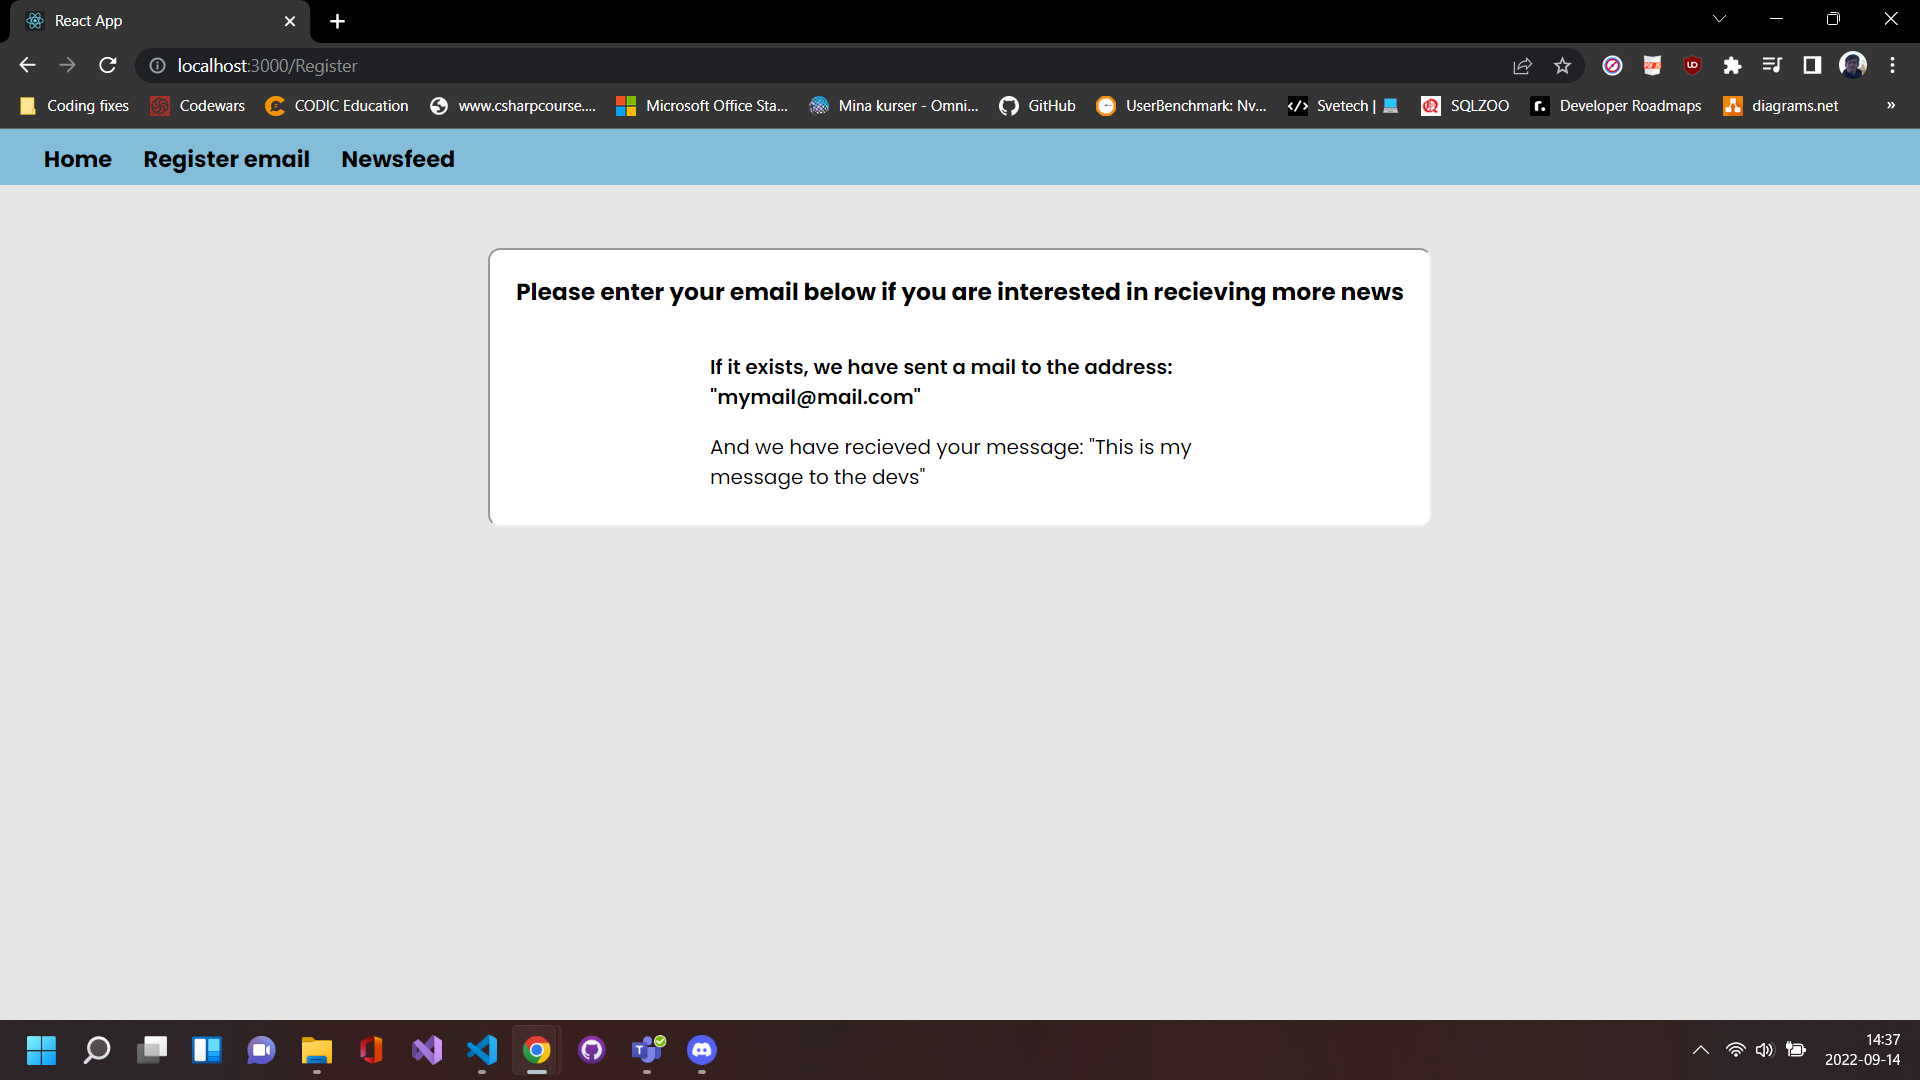 React App
localhost:3000/Register
Coding fixes
Codewars
CODIC Education
www.csharpcourse....
Microsoft Office Sta...
Mina kurser - Omni...
GitHub
UserBenchmark: Nv...
Svetech |
SQLZOO
Developer Roadmaps
diagrams.net
»
Home
Register email
Newsfeed
Please enter your email below if you are interested in recieving more news
If it exists, we have sent a mail to the address:
"mymail@mail.com"
And we have recieved your message: "This is my
message to the devs"
14:37
2022-09-14